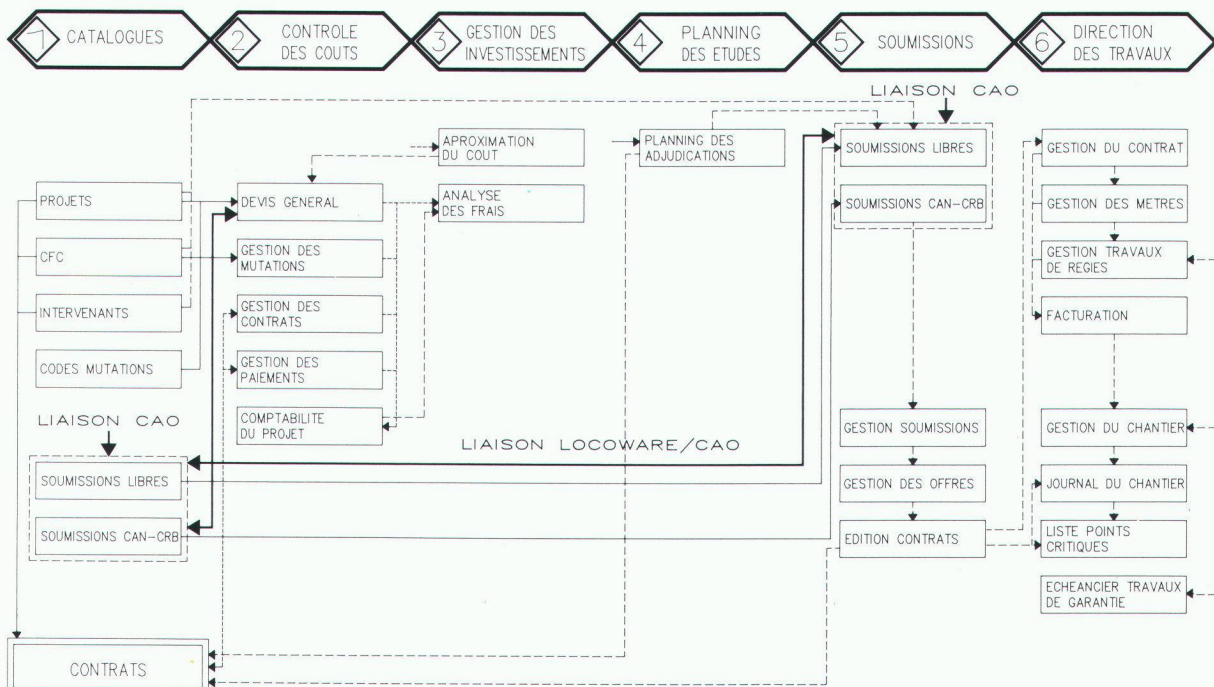 1 CATALOGUES
2 CONTROLE
DES COUTS
3 GESTION DES
INVESTISSEMENTS
4 PLANNING
DES ETUDES
5 SOUMISSIONS
6 DIRECTION
DES TRAVAUX
LIAISON CAO
PROJETS
CFC
INTERVENANTS
CODES MUTATIONS
LIAISON CAO
SOUMISSIONS LIBRES
SOUMISSIONS CAN-CRB
CONTRATS
DEVIS GENERAL
GESTION DES
MUTATIONS
GESTION DES
CONTRATS
GESTION DES
PAIEMENTS
COMPTABILITE
DU PROJET
APROXIMATION
DU COUT
ANALYSE
DES FRAIS
LIAISON LOCOWARE/CAO
PLANNING DES
ADJUDICATIONS
SOUMISSIONS LIBRES
SOUMISSIONS CAN-CRB
GESTION SOUMISSIONS
GESTION DES OFFRES
EDITION CONTRATS
GESTION DU CONTRAT
GESTION DES METRES
GESTION TRAVAUX
DE REGIES
FACTURATION
GESTION DU CHANTIER
JOURNAL DU CHANTIER
LISTE POINTS
CRITIQUES
ECHEANCIER TRAVAUX
DE GARANTIE